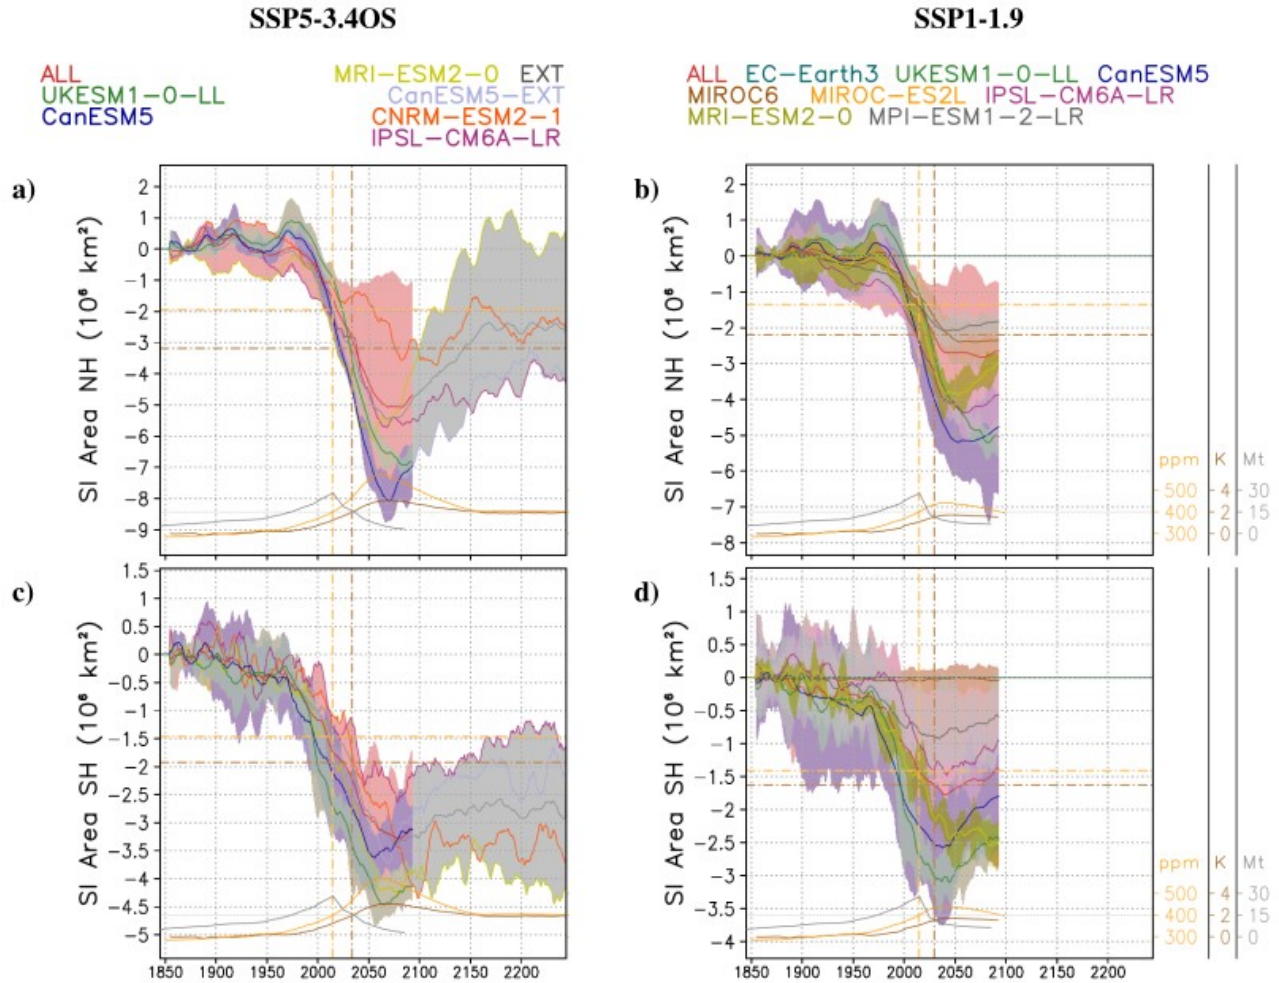 SSP5-3.4OS
SSP1-1.9
ALL
UKESM1-0-LL
CanESM5
MRI-ESM2-0 EXT
CanESM5-EXT
CNRM-ESM2-1
IPSL-CM6A-LR
ALL EC-Earth3 UKESM1-0-LL CanESM5
MIROC6 MIROC-ES2L IPSL-CM6A-LR
MRI-ESM2-0 MPI-ESM1-2-LR
a)
SI Area NH (10⁶ km²)
2
1
0
-1
-2
-3
-4
-5
-6
-7
-8
-9
b)
SI Area NH (10⁶ km²)
2
1
0
-1
-2
-3
-4
-5
-6
-7
-8
ppm K Mt
500 4 30
400 2 15
300 0 0
c)
SI Area SH (10⁶ km²)
1.5
1
0.5
0
-0.5
-1
-1.5
-2
-2.5
-3
-3.5
-4
-4.5
-5
1850 1900 1950 2000 2050 2100 2150 2200
d)
SI Area SH (10⁶ km²)
1.5
1
0.5
0
-0.5
-1
-1.5
-2
-2.5
-3
-3.5
-4
1850 1900 1950 2000 2050 2100 2150 2200
ppm K Mt
500 4 30
400 2 15
300 0 0